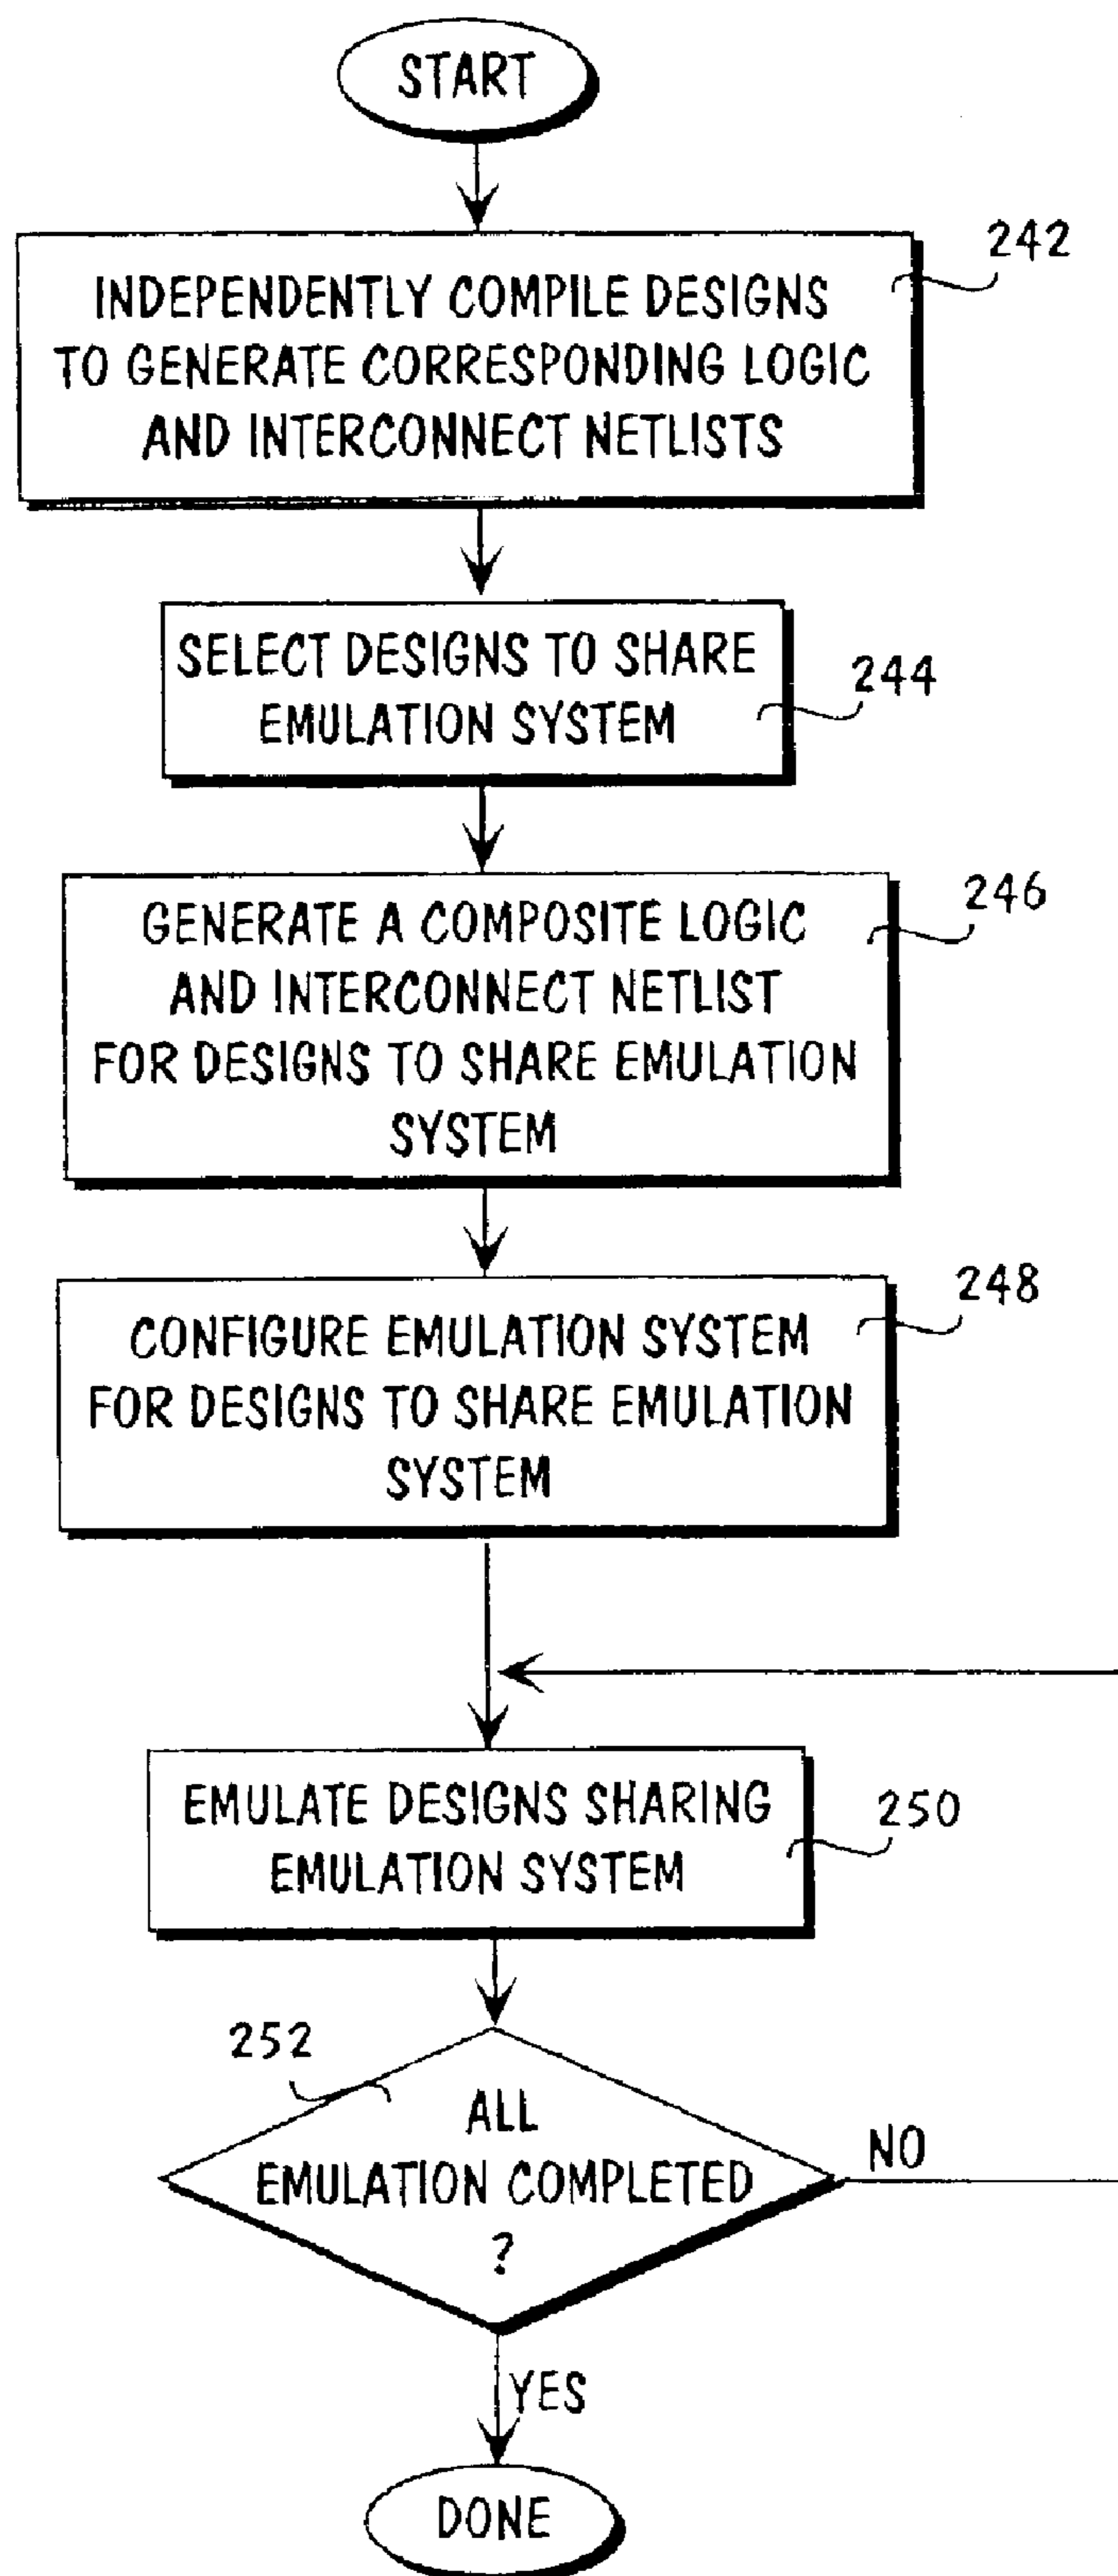 START
242
INDEPENDENTLY COMPILE DESIGNS
TO GENERATE CORRESPONDING LOGIC
AND INTERCONNECT NETLISTS
SELECT DESIGNS TO SHARE
EMULATION SYSTEM
244
GENERATE A COMPOSITE LOGIC
AND INTERCONNECT NETLIST
FOR DESIGNS TO SHARE EMULATION
SYSTEM
246
CONFIGURE EMULATION SYSTEM
FOR DESIGNS TO SHARE EMULATION
SYSTEM
248
EMULATE DESIGNS SHARING
EMULATION SYSTEM
250
252
ALL
EMULATION COMPLETED
?
NO
YES
DONE